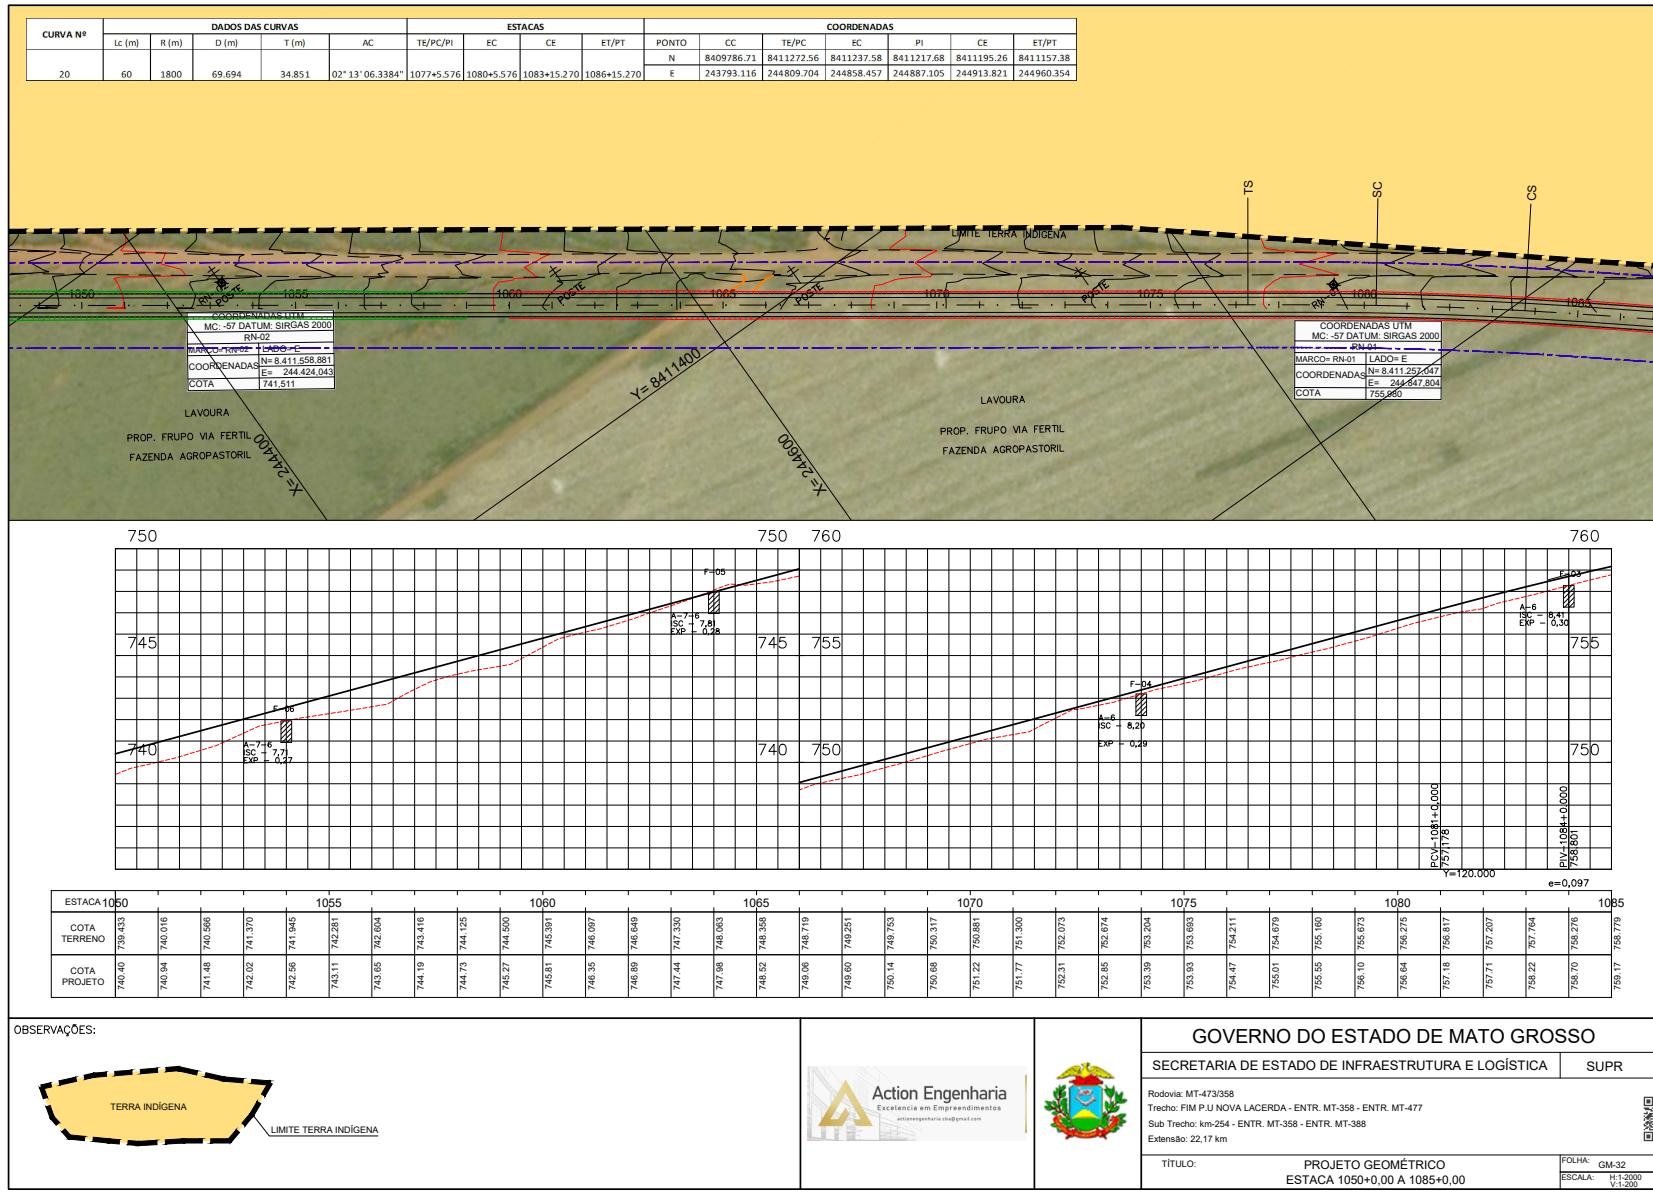 CURVA Nº DADOS DAS CURVAS ESTACAS COORDENADAS
Lc (m) R (m) D (m) T (m) AC TE/PC/PI EC CE ET/PT PONTO CC TE/PC EC PI CE ET/PT
N 8409786.71 8411272.56 8411237.58 8411217.68 8411195.26 8411157.38
20 60 1800 69.694 34.851 02° 13' 06.3384" 1077+5.576 1080+5.576 1083+15.270 1086+15.270 E 243793.116 244809.704 244858.457 244887.105 244913.821 244960.354
TS SC CS
LIMITE TERRA INDÍGENA
1050 1055 1060 1065 1070 1075 1080 1085
POSTE POSTE POSTE POSTE
COORDENADAS UTM
MC: -57 DATUM: SIRGAS 2000
RN-02
MARCO= RN-02 LADO= E
COORDENADAS N= 8.411.558,881
E= 244.424,043
COTA 741,511
COORDENADAS UTM
MC: -57 DATUM: SIRGAS 2000
RN-01
MARCO= RN-01 LADO= E
COORDENADAS N= 8.411.257,047
E= 244.847,804
COTA 755,980
LAVOURA
PROP. FRUPO VIA FERTIL
FAZENDA AGROPASTORIL
X= 244400
Y= 8411400
X= 244600
LAVOURA
PROP. FRUPO VIA FERTIL
FAZENDA AGROPASTORIL
750 750 760 760
745 745 755 755
740 740 750 750
F-06
A-7-6
ISC - 7,71
EXP - 0,27
F-05
A-7-6
ISC - 7,81
EXP - 0,28
F-04
A-6
ISC - 8,20
EXP - 0,29
F-03
A-6
ISC - 8,41
EXP - 0,30
PCV-1081+0.000
757.178
PIV-1084+0.000
758.801
Y=120.000
e=0,097
ESTACA 1050 1055 1060 1065 1070 1075 1080 1085
COTA TERRENO 739.433 740.016 740.566 741.370 741.945 742.281 742.604 743.416 744.125 744.500 745.391 746.097 746.649 747.330 748.063 748.358 748.719 749.251 749.753 750.317 750.881 751.300 752.073 752.674 753.204 753.693 754.211 754.679 755.160 755.673 756.275 756.817 757.207 757.764 758.276 758.779
COTA PROJETO 740.40 740.94 741.48 742.02 742.56 743.11 743.65 744.19 744.73 745.27 745.81 746.35 746.89 747.44 747.98 748.52 749.06 749.60 750.14 750.68 751.22 751.77 752.31 752.85 753.39 753.93 754.47 755.01 755.55 756.10 756.64 757.18 757.71 758.22 758.70 759.17
OBSERVAÇÕES:
TERRA INDÍGENA
LIMITE TERRA INDÍGENA
Action Engenharia
Excelencia em Empreendimentos
actionengenharia.cba@gmail.com
GOVERNO DO ESTADO DE MATO GROSSO
SECRETARIA DE ESTADO DE INFRAESTRUTURA E LOGÍSTICA SUPR
Rodovia: MT-473/358
Trecho: FIM P.U NOVA LACERDA - ENTR. MT-358 - ENTR. MT-477
Sub Trecho: km-254 - ENTR. MT-358 - ENTR. MT-388
Extensão: 22,17 km
TÍTULO: PROJETO GEOMÉTRICO
ESTACA 1050+0,00 A 1085+0,00
FOLHA: GM-32
ESCALA: H:1-2000
V:1-200